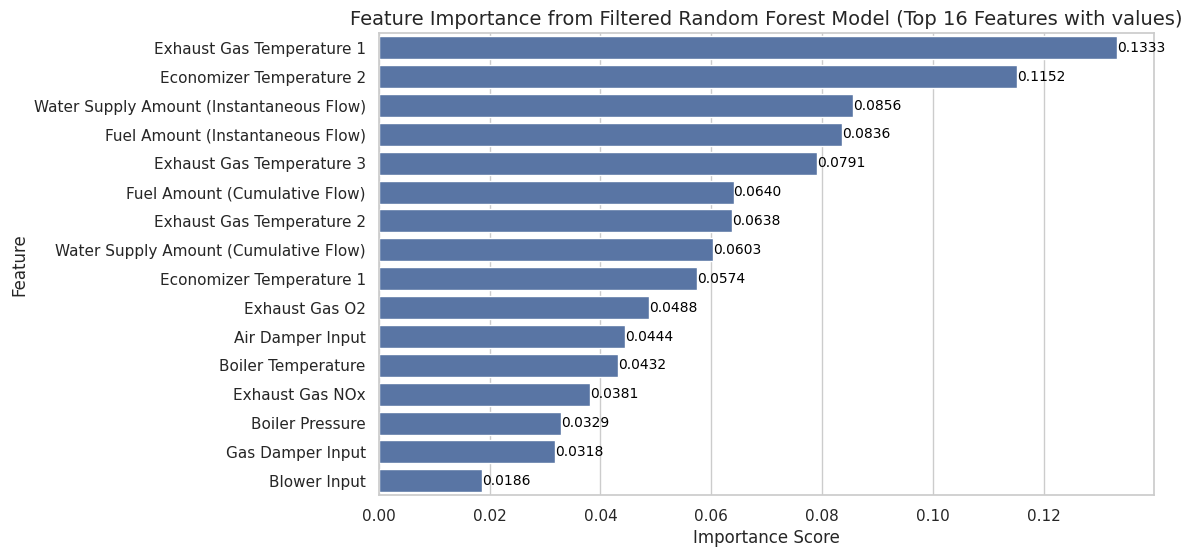 Feature Importance from Filtered Random Forest Model (Top 16 Features with values)
Exhaust Gas Temperature 1 0.1333
Economizer Temperature 2 0.1152
Water Supply Amount (Instantaneous Flow) 0.0856
Fuel Amount (Instantaneous Flow) 0.0836
Exhaust Gas Temperature 3 0.0791
Fuel Amount (Cumulative Flow) 0.0640
Exhaust Gas Temperature 2 0.0638
Water Supply Amount (Cumulative Flow) 0.0603
Economizer Temperature 1 0.0574
Exhaust Gas O2 0.0488
Air Damper Input 0.0444
Boiler Temperature 0.0432
Exhaust Gas NOx 0.0381
Boiler Pressure 0.0329
Gas Damper Input 0.0318
Blower Input 0.0186
Feature
0.00 0.02 0.04 0.06 0.08 0.10 0.12
Importance Score